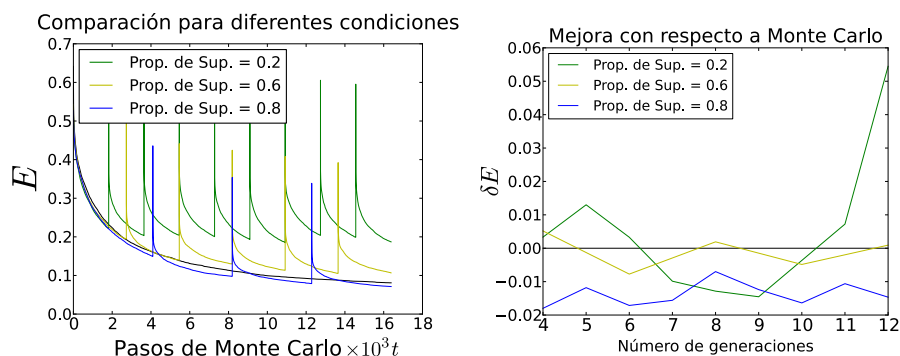 Comparación para diferentes condiciones
0.7
0.6
0.5
0.4
0.3
0.2
0.1
0.0
E
Prop. de Sup. = 0.2
Prop. de Sup. = 0.6
Prop. de Sup. = 0.8
0 2 4 6 8 10 12 14 16 18
Pasos de Monte Carlo ×10³t
Mejora con respecto a Monte Carlo
0.06
0.05
0.04
0.03
0.02
0.01
0.00
−0.01
−0.02
δE
Prop. de Sup. = 0.2
Prop. de Sup. = 0.6
Prop. de Sup. = 0.8
4 5 6 7 8 9 10 11 12
Número de generaciones